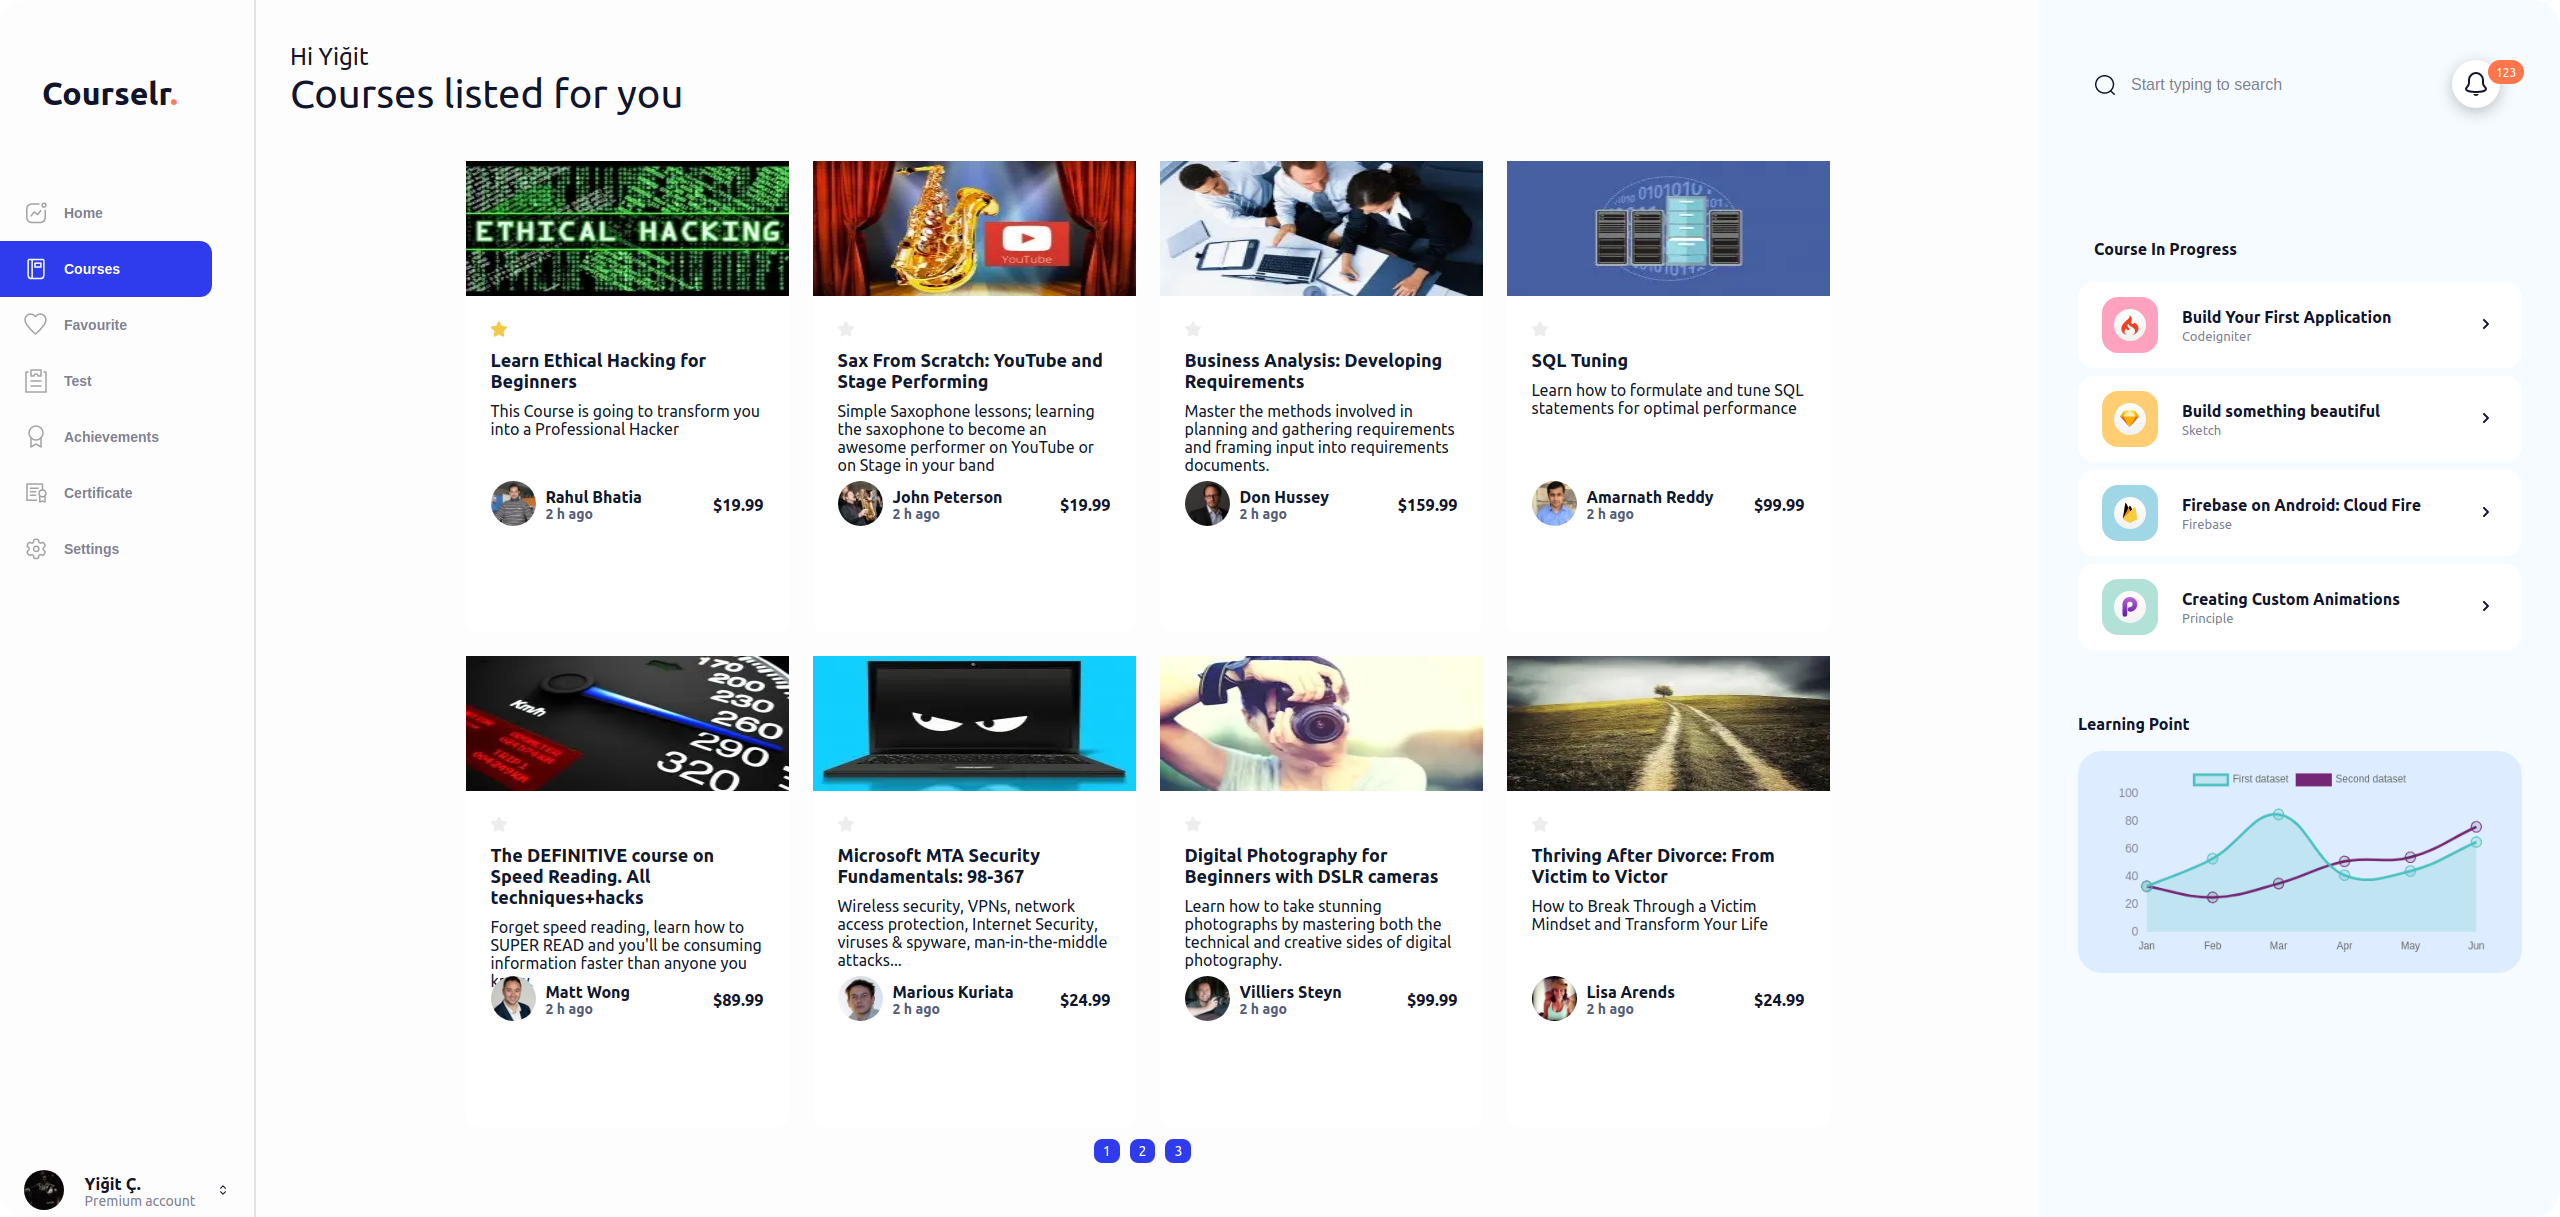 Courselr.
Home
Courses
Favourite
Test
Achievements
Certificate
Settings
Yiğit Ç.
Premium account
Hi Yiğit
Courses listed for you
ETHICAL HACKING
Learn Ethical Hacking for
Beginners
This Course is going to transform you
into a Professional Hacker
Rahul Bhatia
2 h ago
$19.99
YouTube
Sax From Scratch: YouTube and
Stage Performing
Simple Saxophone lessons; learning
the saxophone to become an
awesome performer on YouTube or
on Stage in your band
John Peterson
2 h ago
$19.99
Business Analysis: Developing
Requirements
Master the methods involved in
planning and gathering requirements
and framing input into requirements
documents.
Don Hussey
2 h ago
$159.99
SQL Tuning
Learn how to formulate and tune SQL
statements for optimal performance
Amarnath Reddy
2 h ago
$99.99
Km/h
170
200
230
260
290
320
The DEFINITIVE course on
Speed Reading. All
techniques+hacks
Forget speed reading, learn how to
SUPER READ and you'll be consuming
information faster than anyone you
Matt Wong
2 h ago
$89.99
Microsoft MTA Security
Fundamentals: 98-367
Wireless security, VPNs, network
access protection, Internet Security,
viruses & spyware, man-in-the-middle
attacks...
Marious Kuriata
2 h ago
$24.99
Digital Photography for
Beginners with DSLR cameras
Learn how to take stunning
photographs by mastering both the
technical and creative sides of digital
photography.
Villiers Steyn
2 h ago
$99.99
Thriving After Divorce: From
Victim to Victor
How to Break Through a Victim
Mindset and Transform Your Life
Lisa Arends
2 h ago
$24.99
1 2 3
Start typing to search
123
Course In Progress
Build Your First Application
Codeigniter
Build something beautiful
Sketch
Firebase on Android: Cloud Fire
Firebase
Creating Custom Animations
Principle
Learning Point
First dataset Second dataset
100
80
60
40
20
0
Jan Feb Mar Apr May Jun